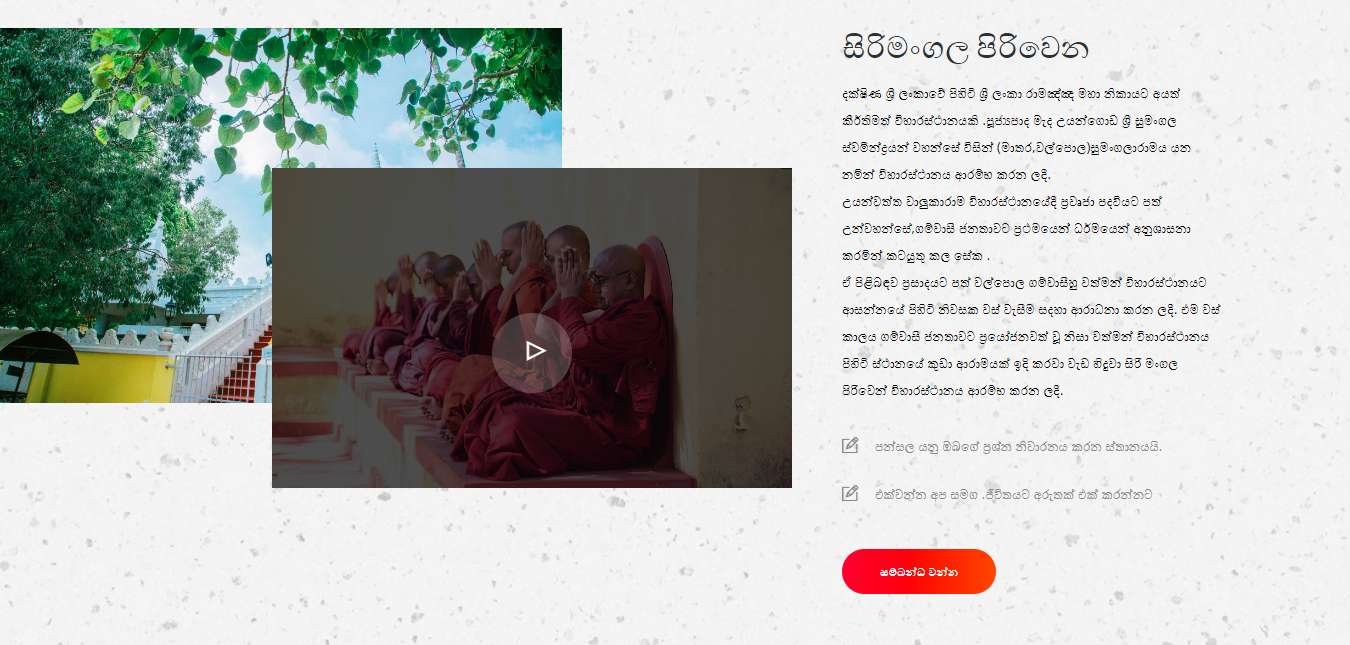 සිරිමංගල පිරිවෙන
දක්ෂිණ ශ්‍රි ලංකාවේ පිහිටි ශ්‍රි ලංකා රාමඤ්ඤ මහා නිකායට අයත්
කීර්තිමත් විහාරස්ථානයකි .පූජ්‍යපාද මැද උයන්ගොඩ ශ්‍රි සුමංගල
ස්වමින්ද්‍රයන් වහන්සේ විසින් (මාතර,වල්පොල)සුමංගලාරාමය යන
නමින් විහාරස්ථානය ආරම්භ කරන ලදී.
උයන්වත්ත වාලුකාරාම විහාරස්ථානයේදී ප්‍රව්‍රජා පදවියට පත්
උන්වහන්සේ,ගම්වාසී ජනතාවට ප්‍රථමයෙන් ධර්මයෙන් අනුශාසනා
කරමින් කටයුතු කල සේක .
ඒ පිළිබඳව ප්‍රසාදයට පත් වල්පොල ගම්වාසීහු වත්මන් විහාරස්ථානයට
ආසන්නයේ පිහිටි නිවසක වස් වැසීම සදහා ආරාධනා කරන ලදී. එම වස්
කාලය ගම්වාසී ජනතාවට ප්‍රයෝජනවත් වූ නිසා වත්මන් විහාරස්ථානය
පිහිටි ස්ථානයේ කුඩා ආරාමයක් ඉදි කරවා වැඩ හිදුවා සිරි මංගල
පිරිවෙන් විහාරස්ථානය ආරම්භ කරන ලදී.
පන්සල යනු ඔබගේ ප්‍රශ්න නිවාරනය කරන ස්තානයයි.
එක්වන්න අප සමග .ජීවිතයට අරුතක් එක් කරන්නට
සම්බන්ධ වන්න